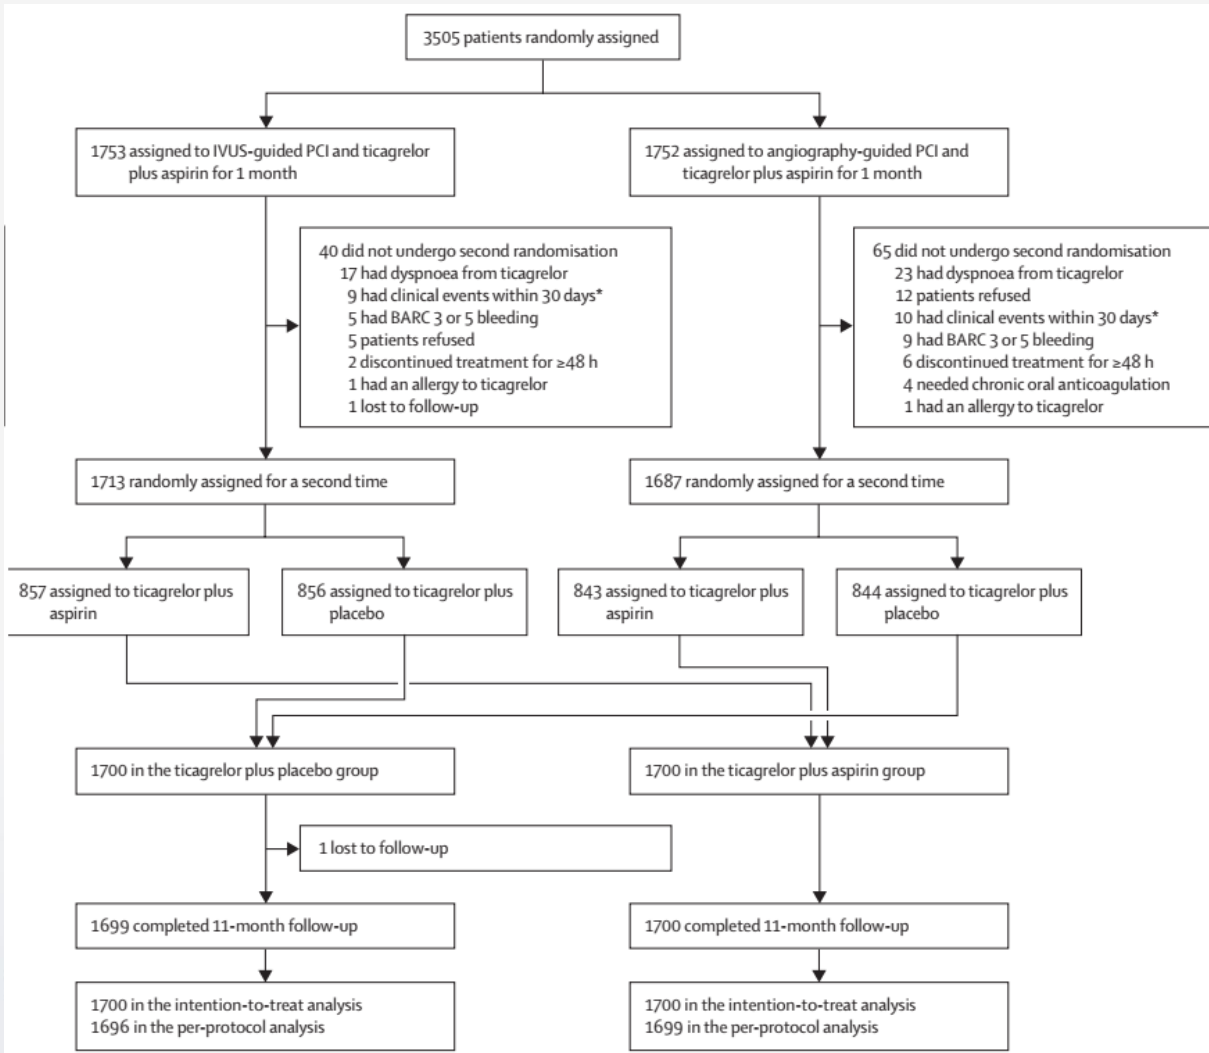 3505 patients randomly assigned
1753 assigned to IVUS-guided PCI and ticagrelor
plus aspirin for 1 month
1752 assigned to angiography-guided PCI and
ticagrelor plus aspirin for 1 month
40 did not undergo second randomisation
17 had dyspnoea from ticagrelor
9 had clinical events within 30 days*
5 had BARC 3 or 5 bleeding
5 patients refused
2 discontinued treatment for ≥48 h
1 had an allergy to ticagrelor
1 lost to follow-up
65 did not undergo second randomisation
23 had dyspnoea from ticagrelor
12 patients refused
10 had clinical events within 30 days*
9 had BARC 3 or 5 bleeding
6 discontinued treatment for ≥48 h
4 needed chronic oral anticoagulation
1 had an allergy to ticagrelor
1713 randomly assigned for a second time
1687 randomly assigned for a second time
857 assigned to ticagrelor plus
aspirin
856 assigned to ticagrelor plus
placebo
843 assigned to ticagrelor plus
aspirin
844 assigned to ticagrelor plus
placebo
1700 in the ticagrelor plus placebo group
1700 in the ticagrelor plus aspirin group
1 lost to follow-up
1699 completed 11-month follow-up
1700 completed 11-month follow-up
1700 in the intention-to-treat analysis
1696 in the per-protocol analysis
1700 in the intention-to-treat analysis
1699 in the per-protocol analysis